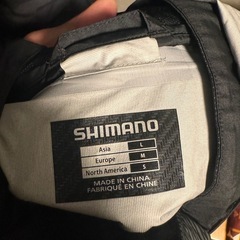 SHIMANO
Asia L
Europe M
North America S
MADE IN CHINA
FABRIQUÉ EN CHINE